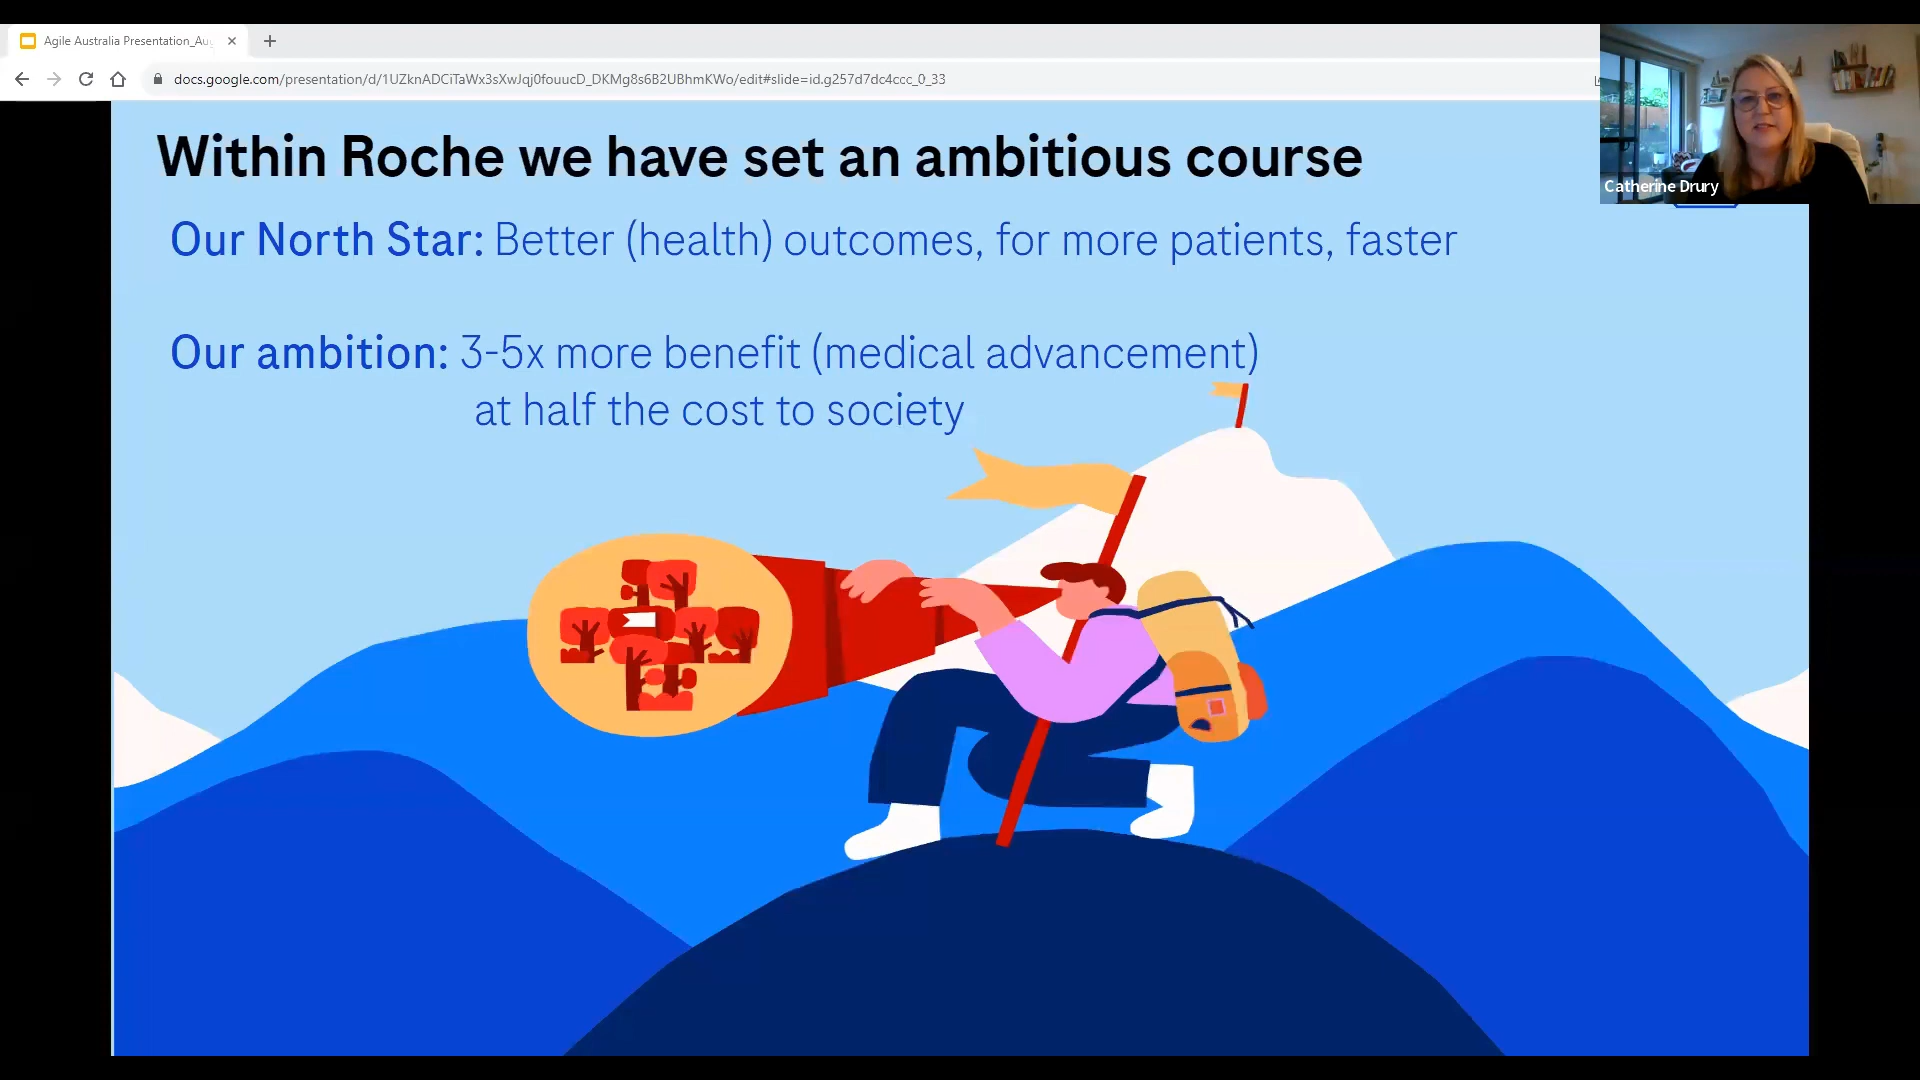 Agile Australia Presentation_Au
docs.google.com/presentation/d/1UZknADCiTaWx3sXwJqj0fouucD_DKMg8s6B2UBhmKWo/edit#slide=id.g257d7dc4ccc_0_33
Catherine Drury
Within Roche we have set an ambitious course
Our North Star: Better (health) outcomes, for more patients, faster
Our ambition: 3-5x more benefit (medical advancement)
at half the cost to society